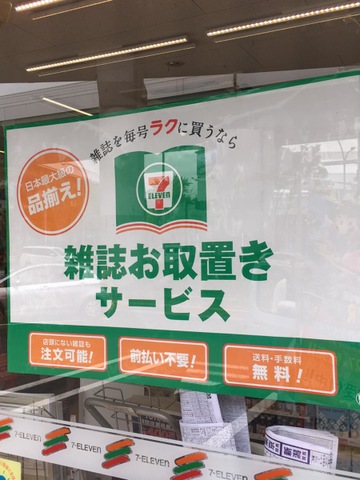 雑誌を毎号ラクに買うなら
日本最大級の
品揃え!
7
ELEVEN
雑誌お取置き
サービス
店頭にない雑誌も
注文可能!
前払い不要!
送料・手数料
無料!
7-ELEVEN
7-ELEVEN
7-ELEVEN
7-ELEVEN